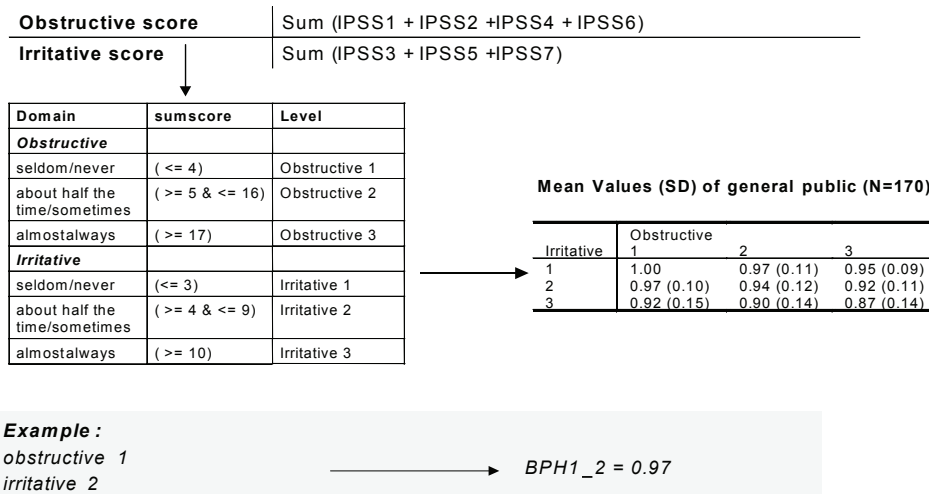 Obstructive score Sum (IPSS1 + IPSS2 +IPSS4 + IPSS6)
Irritative score Sum (IPSS3 + IPSS5 +IPSS7)
Domain sumscore Level
Obstructive
seldom/never ( <= 4) Obstructive 1
about half the ( >= 5 & <= 16) Obstructive 2
time/sometimes
almostalways ( >= 17) Obstructive 3
Irritative
seldom/never (<= 3) Irritative 1
about half the ( >= 4 & <= 9) Irritative 2
time/sometimes
almostalways ( >= 10) Irritative 3
Mean Values (SD) of general public (N=170)
Obstructive
Irritative 1 2 3
1 1.00 0.97 (0.11) 0.95 (0.09)
2 0.97 (0.10) 0.94 (0.12) 0.92 (0.11)
3 0.92 (0.15) 0.90 (0.14) 0.87 (0.14)
Example :
obstructive 1
irritative 2
BPH1_2 = 0.97